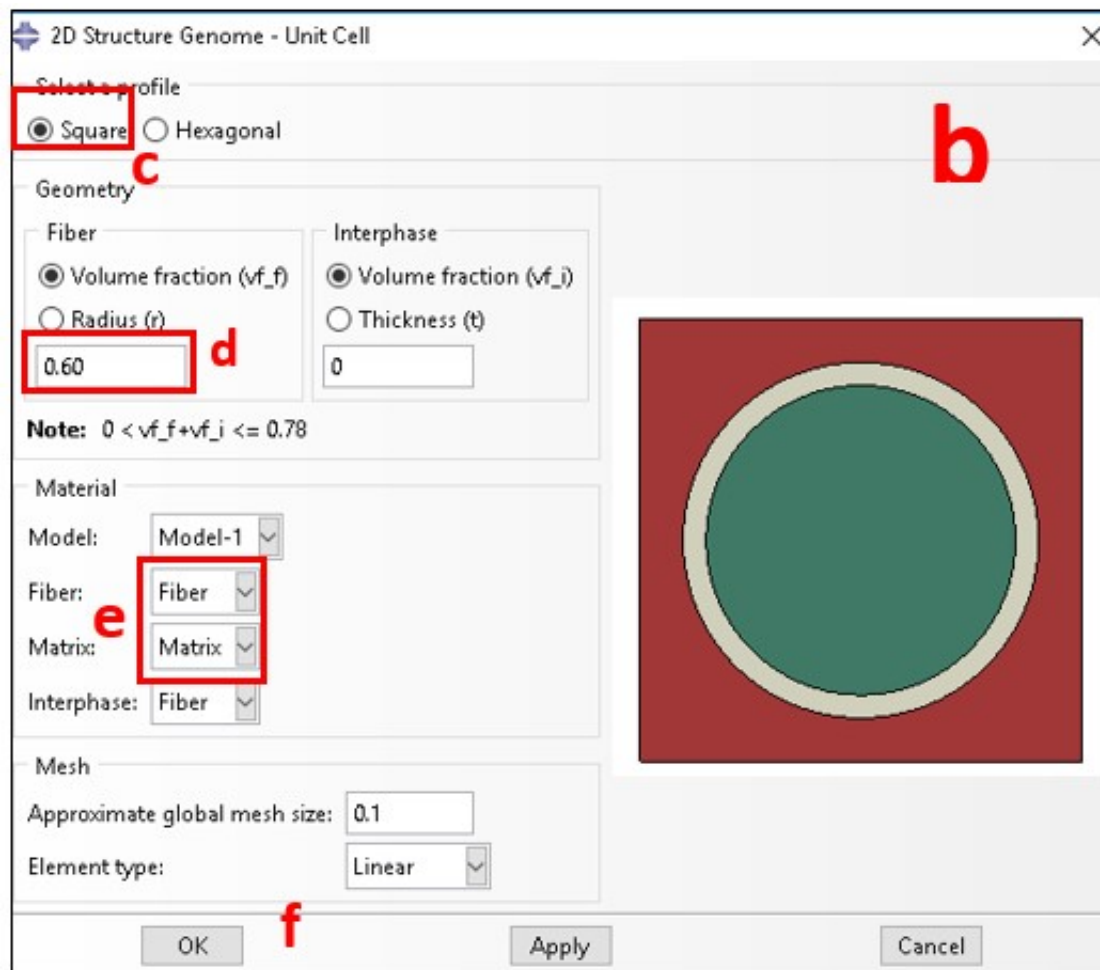 2D Structure Genome - Unit Cell
Select a profile
Square Hexagonal
b
c
Geometry
Fiber Interphase
Volume fraction (vf_f) Volume fraction (vf_i)
Radius (r) Thickness (t)
0.60 d 0
Note: 0 < vf_f+vf_i <= 0.78
Material
Model: Model-1
Fiber: Fiber
e
Matrix: Matrix
Interphase: Fiber
Mesh
Approximate global mesh size: 0.1
Element type: Linear
f
OK Apply Cancel